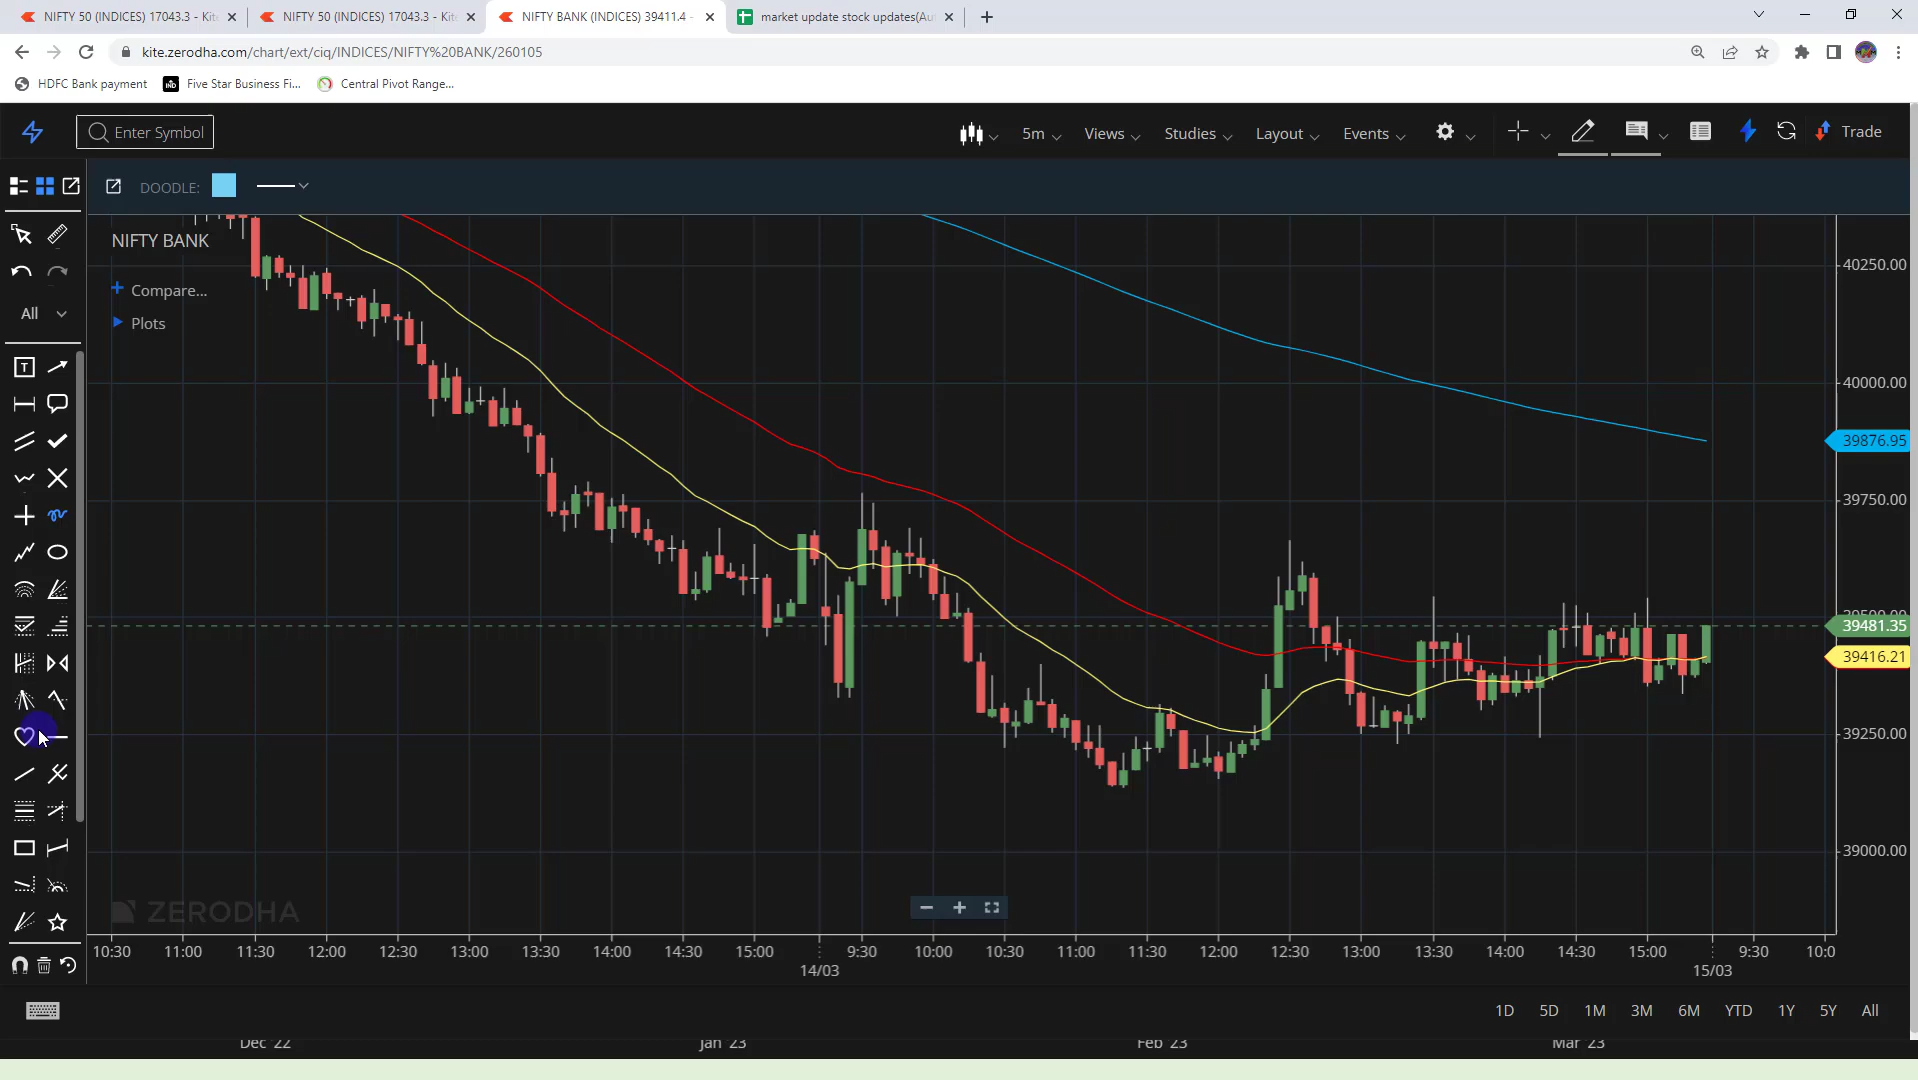 NIFTY 50 (INDICES) 17043.3 - Kite
NIFTY 50 (INDICES) 17043.3 - Kite
NIFTY BANK (INDICES) 39411.4 -
market update stock updates(Au
kite.zerodha.com/chart/ext/ciq/INDICES/NIFTY%20BANK/260105
HDFC Bank payment
Five Star Business Fi...
Central Pivot Range...
Enter Symbol
5m
Views
Studies
Layout
Events
Trade
DOODLE:
NIFTY BANK
Compare...
Plots
All
T
40250.00
40000.00
39876.95
39750.00
39500.00
39481.35
39416.21
39250.00
39000.00
ZERODHA
10:30 11:00 11:30 12:00 12:30 13:00 13:30 14:00 14:30 15:00 9:30 10:00 10:30 11:00 11:30 12:00 12:30 13:00 13:30 14:00 14:30 15:00 9:30 10:0
14/03 15/03
1D 5D 1M 3M 6M YTD 1Y 5Y All
Dec '22 Jan '23 Feb '23 Mar '23